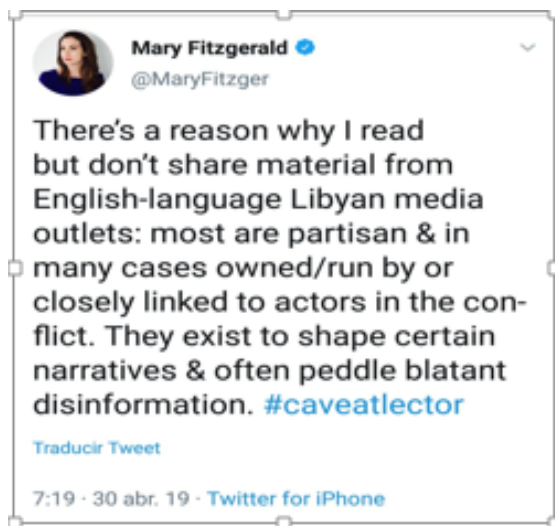 Mary Fitzgerald
@MaryFitzger
There's a reason why I read
but don't share material from
English-language Libyan media
outlets: most are partisan & in
many cases owned/run by or
closely linked to actors in the con-
flict. They exist to shape certain
narratives & often peddle blatant
disinformation. #caveatlector
Traducir Tweet
7:19 · 30 abr. 19 · Twitter for iPhone